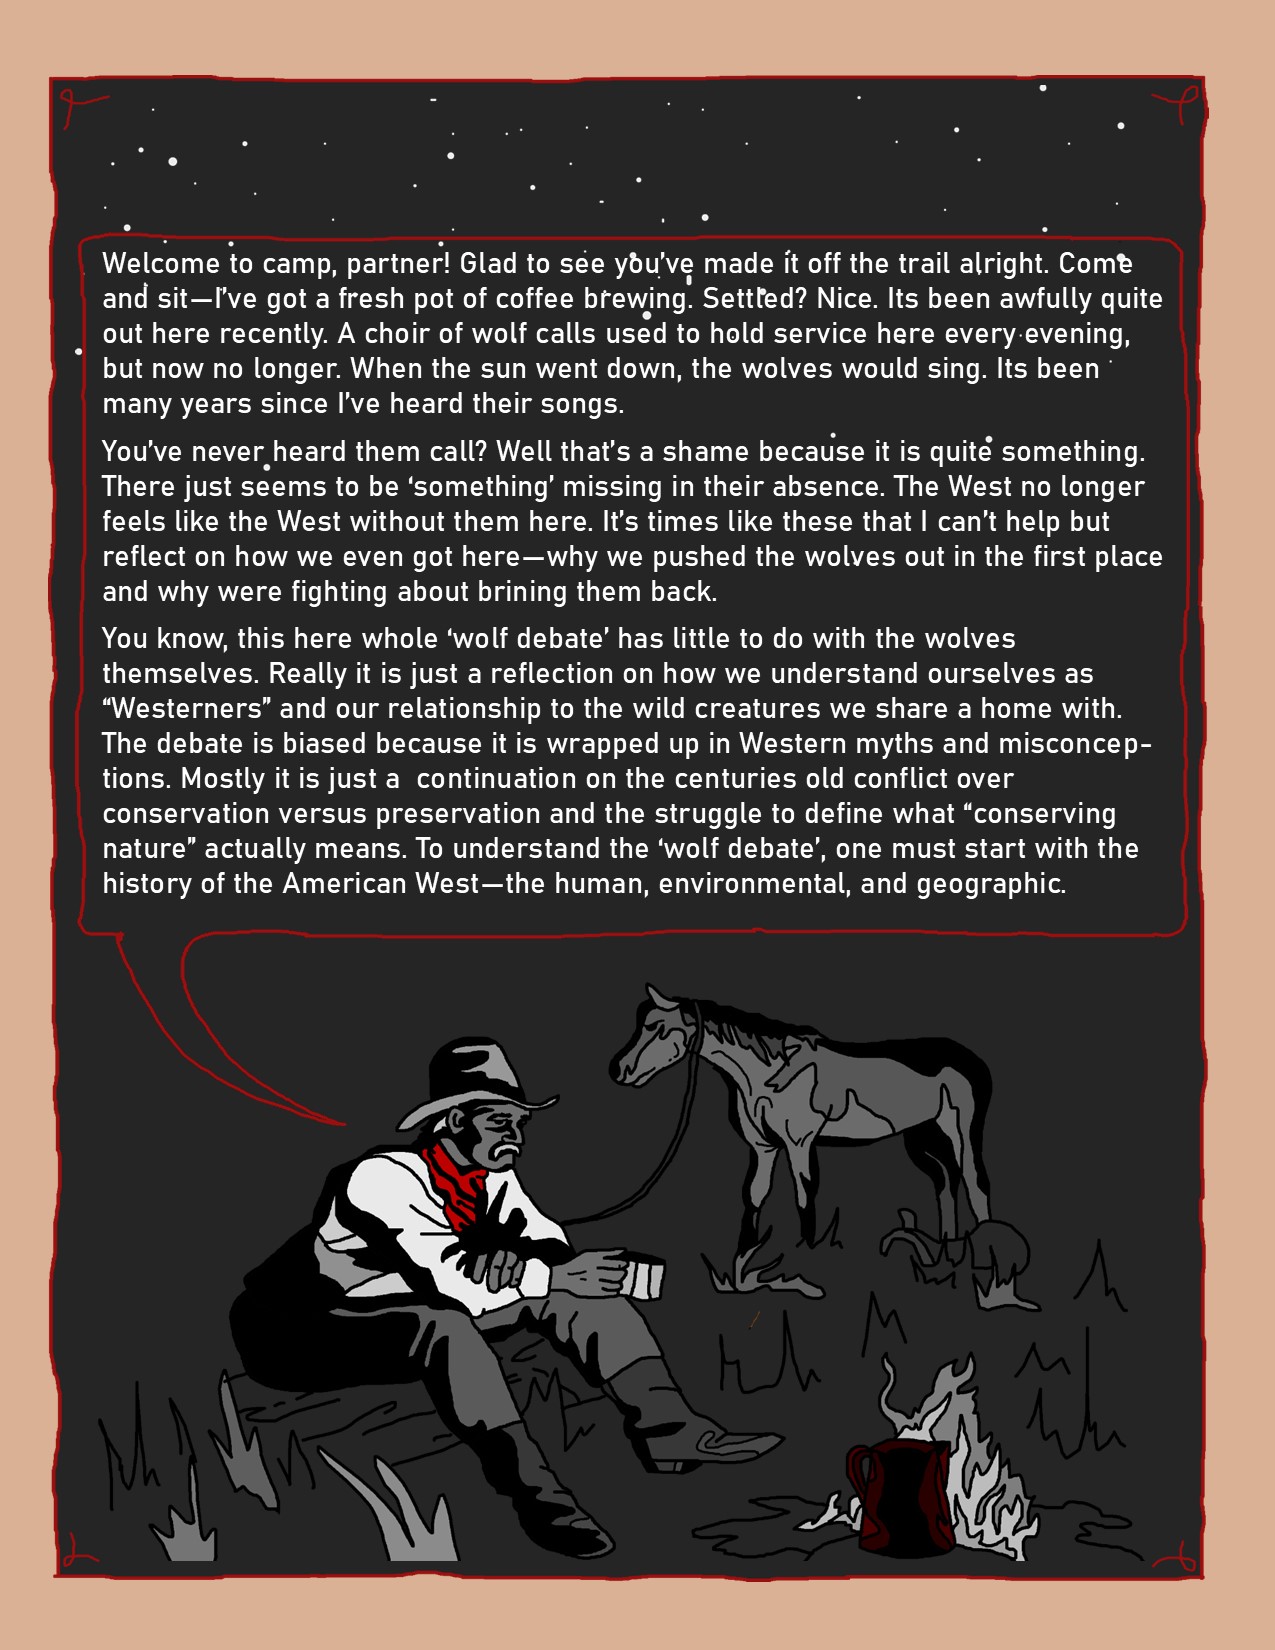 Welcome to camp, partner! Glad to see you’ve made it off the trail alright. Come
and sit—I’ve got a fresh pot of coffee brewing. Settled? Nice. Its been awfully quite
out here recently. A choir of wolf calls used to hold service here every evening,
but now no longer. When the sun went down, the wolves would sing. Its been
many years since I’ve heard their songs.
You’ve never heard them call? Well that’s a shame because it is quite something.
There just seems to be ‘something’ missing in their absence. The West no longer
feels like the West without them here. It’s times like these that I can’t help but
reflect on how we even got here—why we pushed the wolves out in the first place
and why were fighting about brining them back.
You know, this here whole ‘wolf debate’ has little to do with the wolves
themselves. Really it is just a reflection on how we understand ourselves as
“Westerners” and our relationship to the wild creatures we share a home with.
The debate is biased because it is wrapped up in Western myths and misconcep-
tions. Mostly it is just a  continuation on the centuries old conflict over
conservation versus preservation and the struggle to define what “conserving
nature” actually means. To understand the ‘wolf debate’, one must start with the
history of the American West—the human, environmental, and geographic.